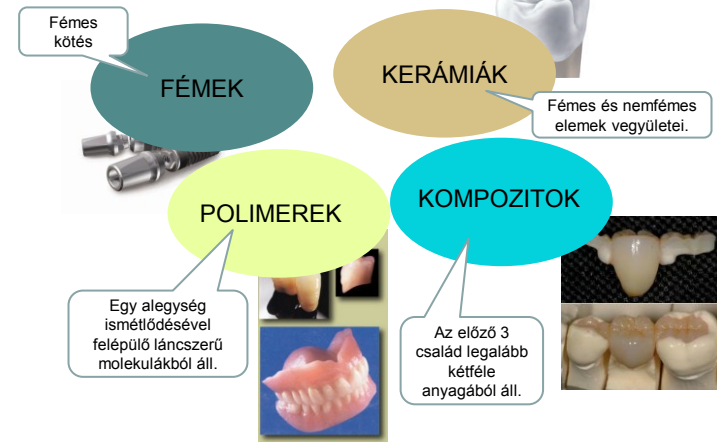 Fémes
kötés
FÉMEK
KERÁMIÁK
Fémes és nemfémes
elemek vegyületei.
POLIMEREK
KOMPOZITOK
Egy alegység
ismétlődésével
felépülő láncszerű
molekulákból áll.
Az előző 3
család legalább
kétféle
anyagából áll.